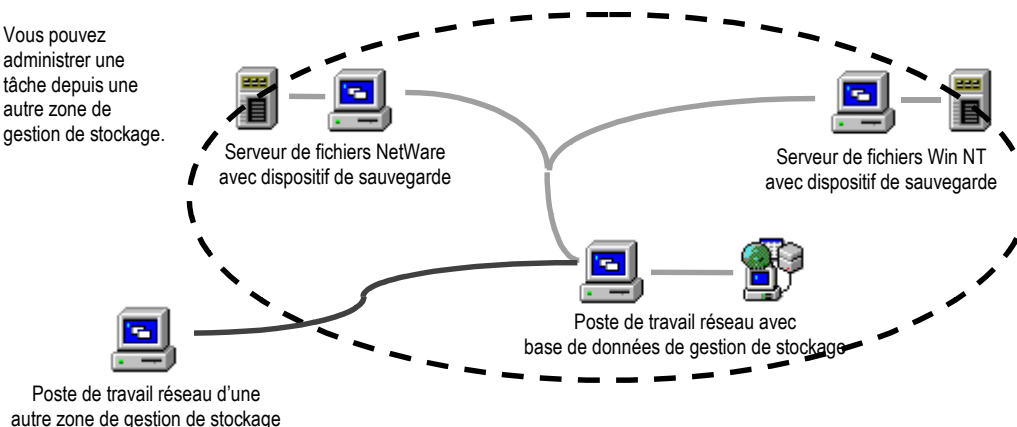 Vous pouvez
administrer une
tâche depuis une
autre zone de
gestion de stockage.
Serveur de fichiers NetWare
avec dispositif de sauvegarde
Serveur de fichiers Win NT
avec dispositif de sauvegarde
Poste de travail réseau avec
base de données de gestion de stockage
Poste de travail réseau d’une
autre zone de gestion de stockage